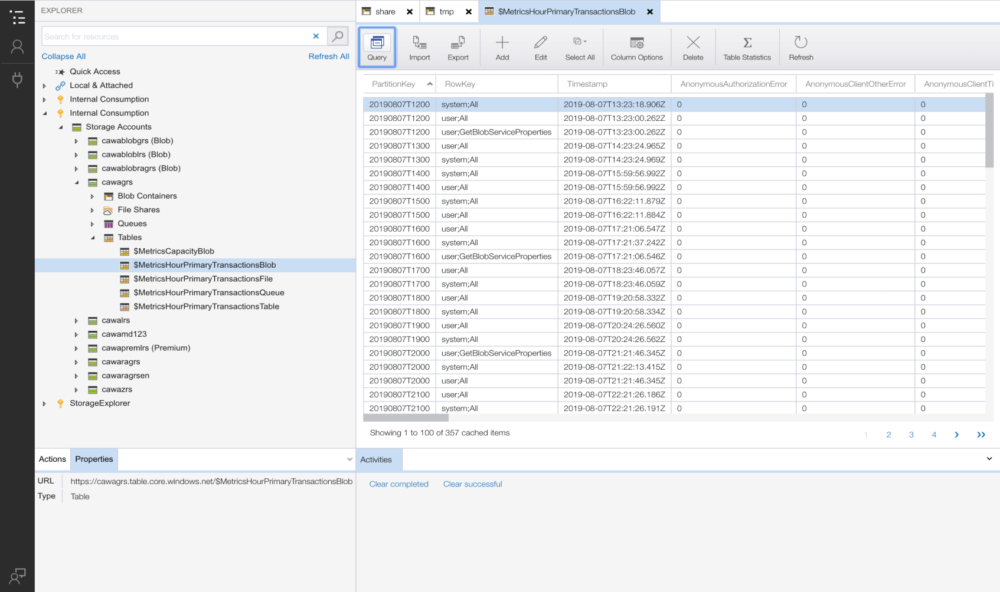 EXPLORER
Search for resources
Collapse All Refresh All
Quick Access
Local & Attached
Internal Consumption
Internal Consumption
Storage Accounts
cawablobgrs (Blob)
cawabloblrs (Blob)
cawablobragrs (Blob)
cawagrs
Blob Containers
File Shares
Queues
Tables
$MetricsCapacityBlob
$MetricsHourPrimaryTransactionsBlob
$MetricsHourPrimaryTransactionsFile
$MetricsHourPrimaryTransactionsQueue
$MetricsHourPrimaryTransactionsTable
cawalrs
cawamd123
cawapremlrs (Premium)
cawaragrs
cawaragrsen
cawazrs
StorageExplorer
Actions Properties
URL https://cawagrs.table.core.windows.net/$MetricsHourPrimaryTransactionsBlob
Type Table
share tmp $MetricsHourPrimaryTransactionsBlob
Query Import Export Add Edit Select All Column Options Delete Table Statistics Refresh
PartitionKey RowKey Timestamp AnonymousAuthorizationError AnonymousClientOtherError AnonymousClientTi
20190807T1200 system;All 2019-08-07T13:23:18.906Z 0 0 0
20190807T1200 user;All 2019-08-07T13:23:00.262Z 0 0 0
20190807T1200 user;GetBlobServiceProperties 2019-08-07T13:23:00.262Z 0 0 0
20190807T1300 user;All 2019-08-07T14:23:24.965Z 0 0 0
20190807T1300 system;All 2019-08-07T14:23:24.969Z 0 0 0
20190807T1400 system;All 2019-08-07T15:59:56.992Z 0 0 0
20190807T1400 user;All 2019-08-07T15:59:56.992Z 0 0 0
20190807T1500 system;All 2019-08-07T16:22:11.879Z 0 0 0
20190807T1500 user;All 2019-08-07T16:22:11.884Z 0 0 0
20190807T1600 user;All 2019-08-07T17:21:06.547Z 0 0 0
20190807T1600 system;All 2019-08-07T17:21:37.242Z 0 0 0
20190807T1600 user;GetBlobServiceProperties 2019-08-07T17:21:06.546Z 0 0 0
20190807T1700 user;All 2019-08-07T18:23:46.057Z 0 0 0
20190807T1700 system;All 2019-08-07T18:23:46.059Z 0 0 0
20190807T1800 user;All 2019-08-07T19:20:58.332Z 0 0 0
20190807T1800 system;All 2019-08-07T19:20:58.334Z 0 0 0
20190807T1900 user;All 2019-08-07T20:24:26.560Z 0 0 0
20190807T1900 system;All 2019-08-07T20:24:26.562Z 0 0 0
20190807T2000 user;GetBlobServiceProperties 2019-08-07T21:21:46.345Z 0 0 0
20190807T2000 system;All 2019-08-07T21:22:13.415Z 0 0 0
20190807T2000 user;All 2019-08-07T21:21:46.345Z 0 0 0
20190807T2100 user;All 2019-08-07T22:21:26.186Z 0 0 0
20190807T2100 system;All 2019-08-07T22:21:26.191Z 0 0 0
Showing 1 to 100 of 357 cached items 1 2 3 4
Activities
Clear completed Clear successful